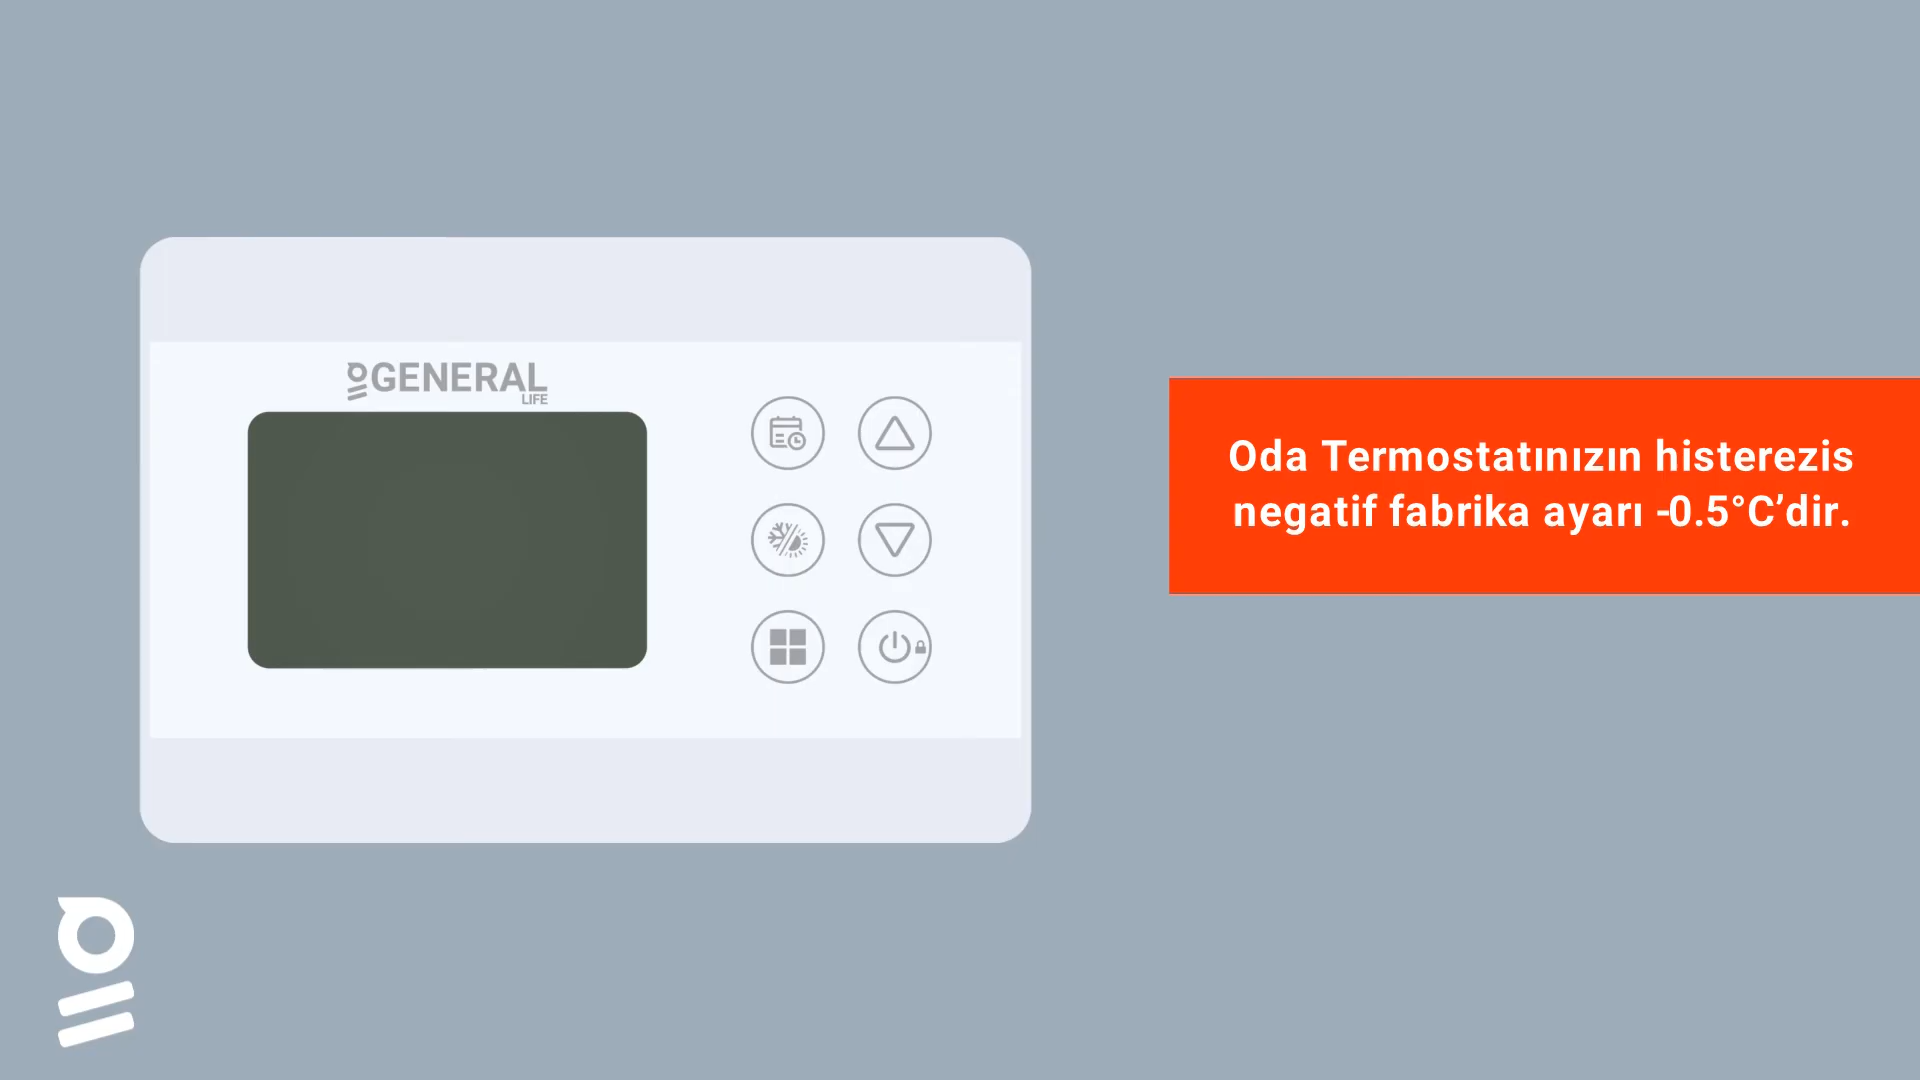 GENERAL
LIFE
Oda Termostatınızın histerezis
negatif fabrika ayarı -0.5°C’dir.